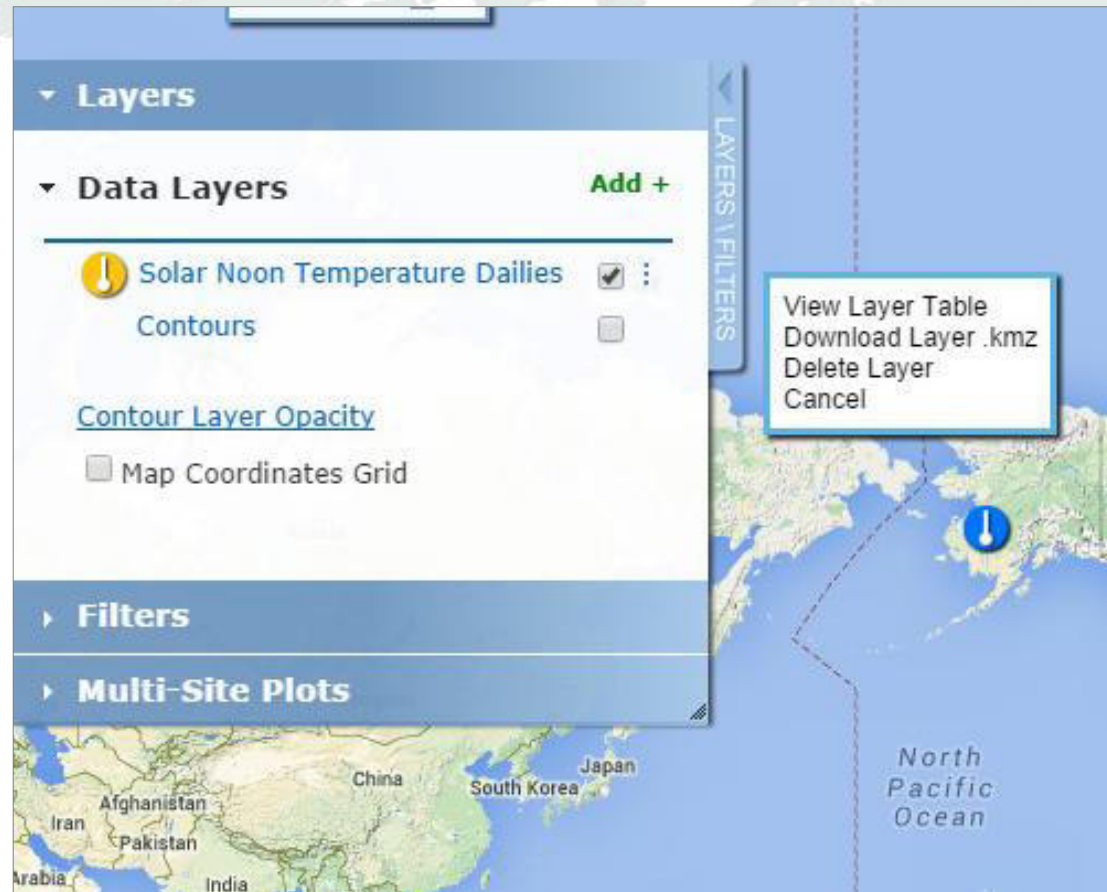 Layers
Data Layers
Add +
Solar Noon Temperature Dailies
Contours
Contour Layer Opacity
Map Coordinates Grid
Filters
Multi-Site Plots
LAYERS \ FILTERS
View Layer Table
Download Layer .kmz
Delete Layer
Cancel
North
Pacific
Ocean
China
Japan
South Korea
Afghanistan
Iran
Pakistan
Arabia
India